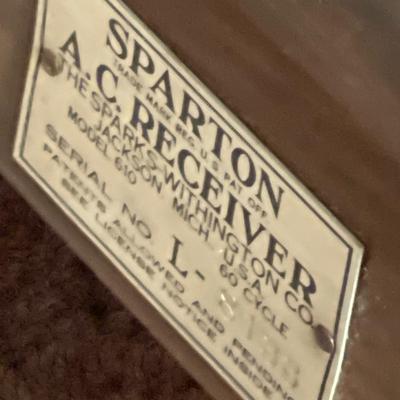 SPARTON
TRADE MARK REG. U.S. PAT. OFF.
A.C. RECEIVER
THE SPARKS-WITHINGTON CO.
JACKSON MICH. U.S.A.
MODEL 610 60 CYCLE
SERIAL NO L-
PATENTS ALLOWED AND PENDING
SEE LICENSE NOTICE INSIDE